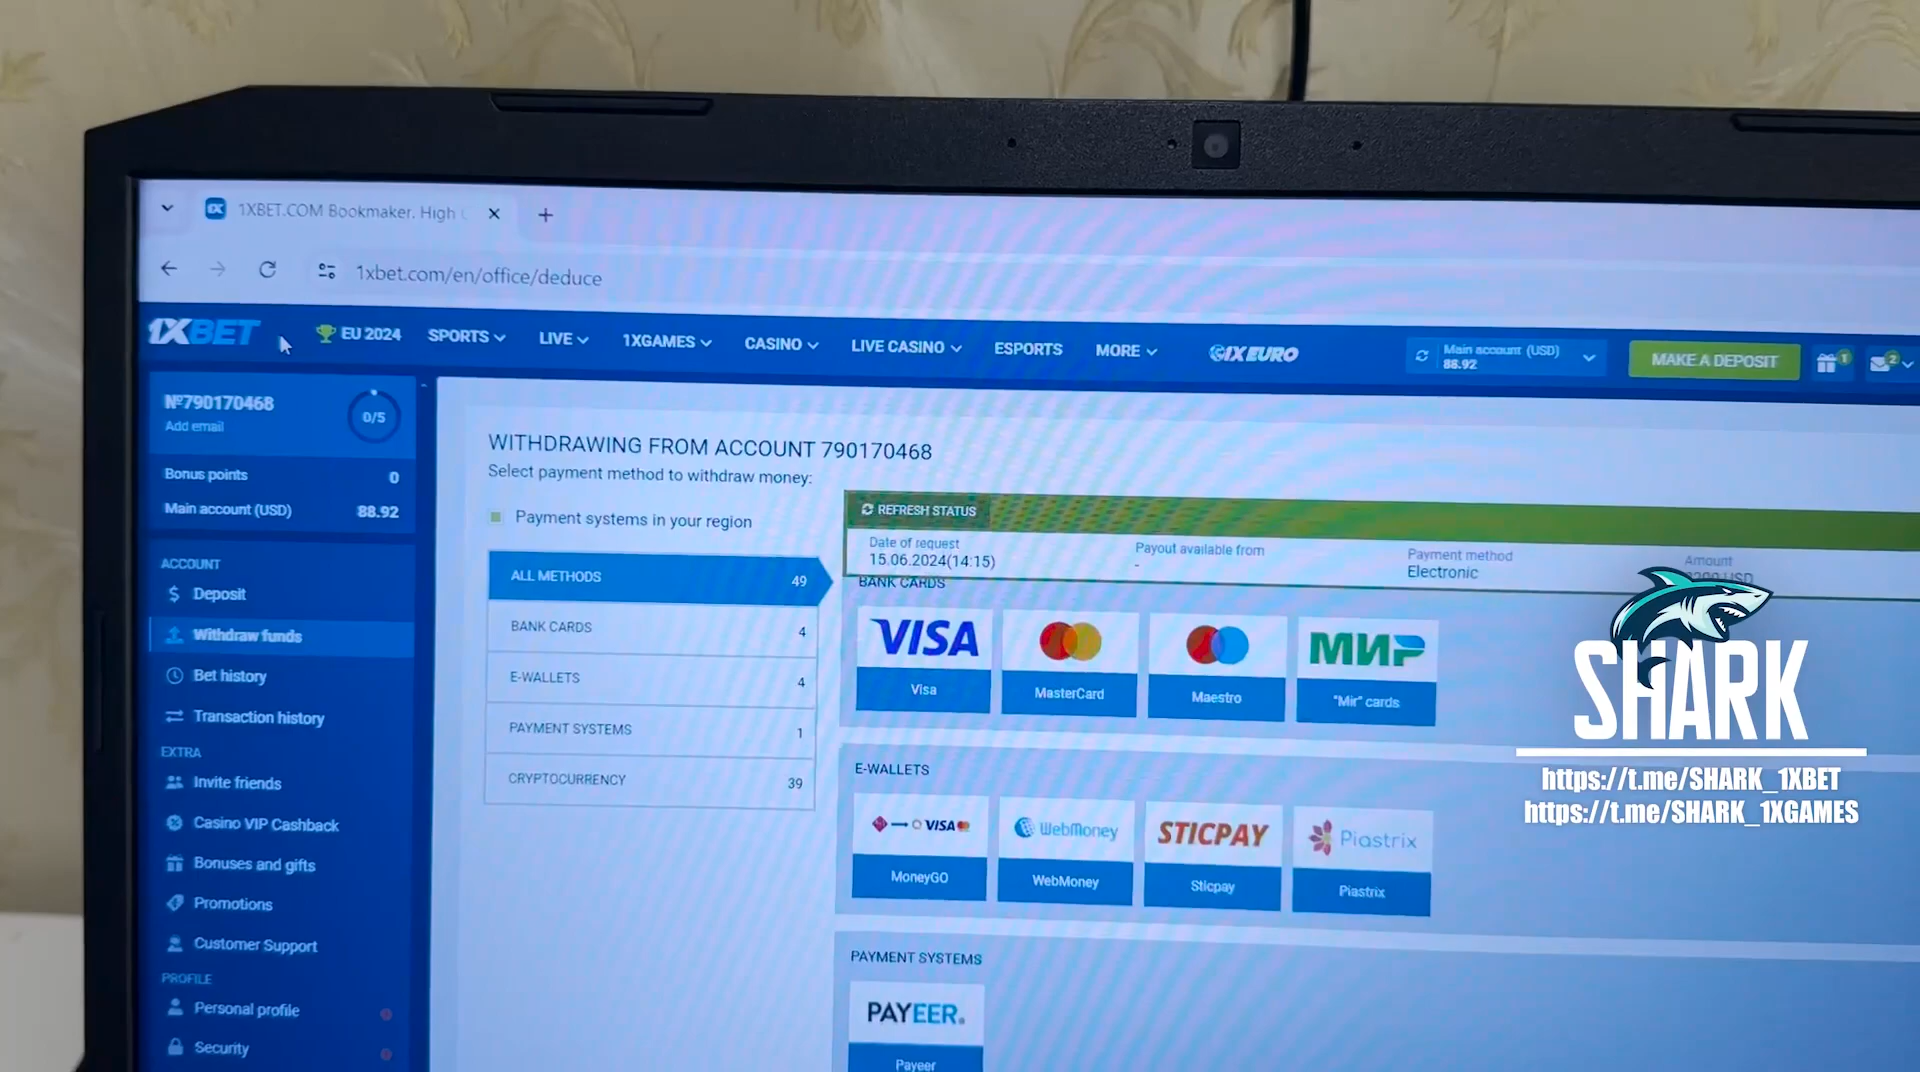 1XBET.COM Bookmaker. High
1xbet.com/en/office/deduce
1XBET
EU 2024
SPORTS
LIVE
1XGAMES
CASINO
LIVE CASINO
ESPORTS
MORE
1XEURO
Main account (USD)
88.92
MAKE A DEPOSIT
1
2
№790170468
Add email
0/5
Bonus points 0
Main account (USD) 88.92
ACCOUNT
Deposit
Withdraw funds
Bet history
Transaction history
EXTRA
Invite friends
Casino VIP Cashback
Bonuses and gifts
Promotions
Customer Support
PROFILE
Personal profile
Security
WITHDRAWING FROM ACCOUNT 790170468
Select payment method to withdraw money:
Payment systems in your region
ALL METHODS 49
BANK CARDS 4
E-WALLETS 4
PAYMENT SYSTEMS 1
CRYPTOCURRENCY 39
REFRESH STATUS
Date of request
15.06.2024(14:15)
Payout available from
-
Payment method
Electronic
Amount
USD
BANK CARDS
VISA
Visa
MasterCard
Maestro
МИР
"Mir" cards
E-WALLETS
VISA
MoneyGO
WebMoney
WebMoney
STICPAY
Sticpay
Piastrix
Piastrix
PAYMENT SYSTEMS
PAYEER.
Payeer
SHARK
https://t.me/SHARK_1XBET
https://t.me/SHARK_1XGAMES